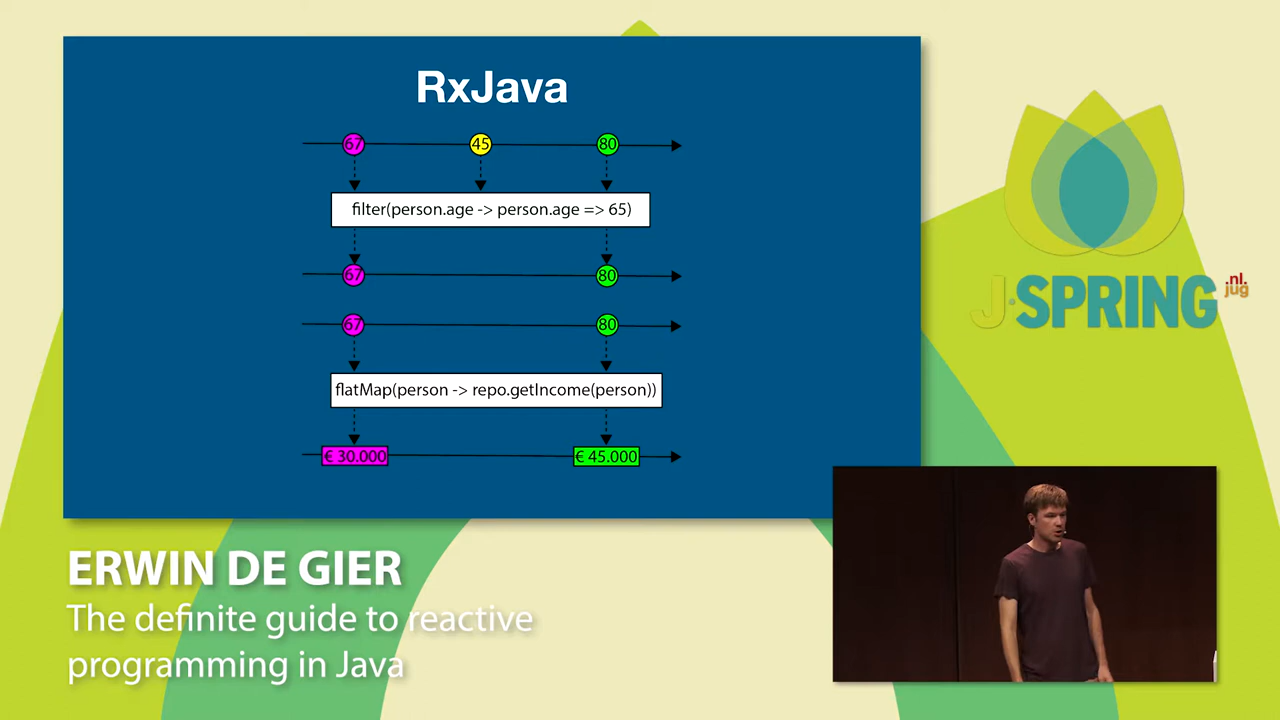 RxJava
67 45 80
filter(person.age -> person.age => 65)
67 80
67 80
flatMap(person -> repo.getIncome(person))
€ 30.000 € 45.000
J·SPRING .nl. jug
ERWIN DE GIER
The definite guide to reactive
programming in Java